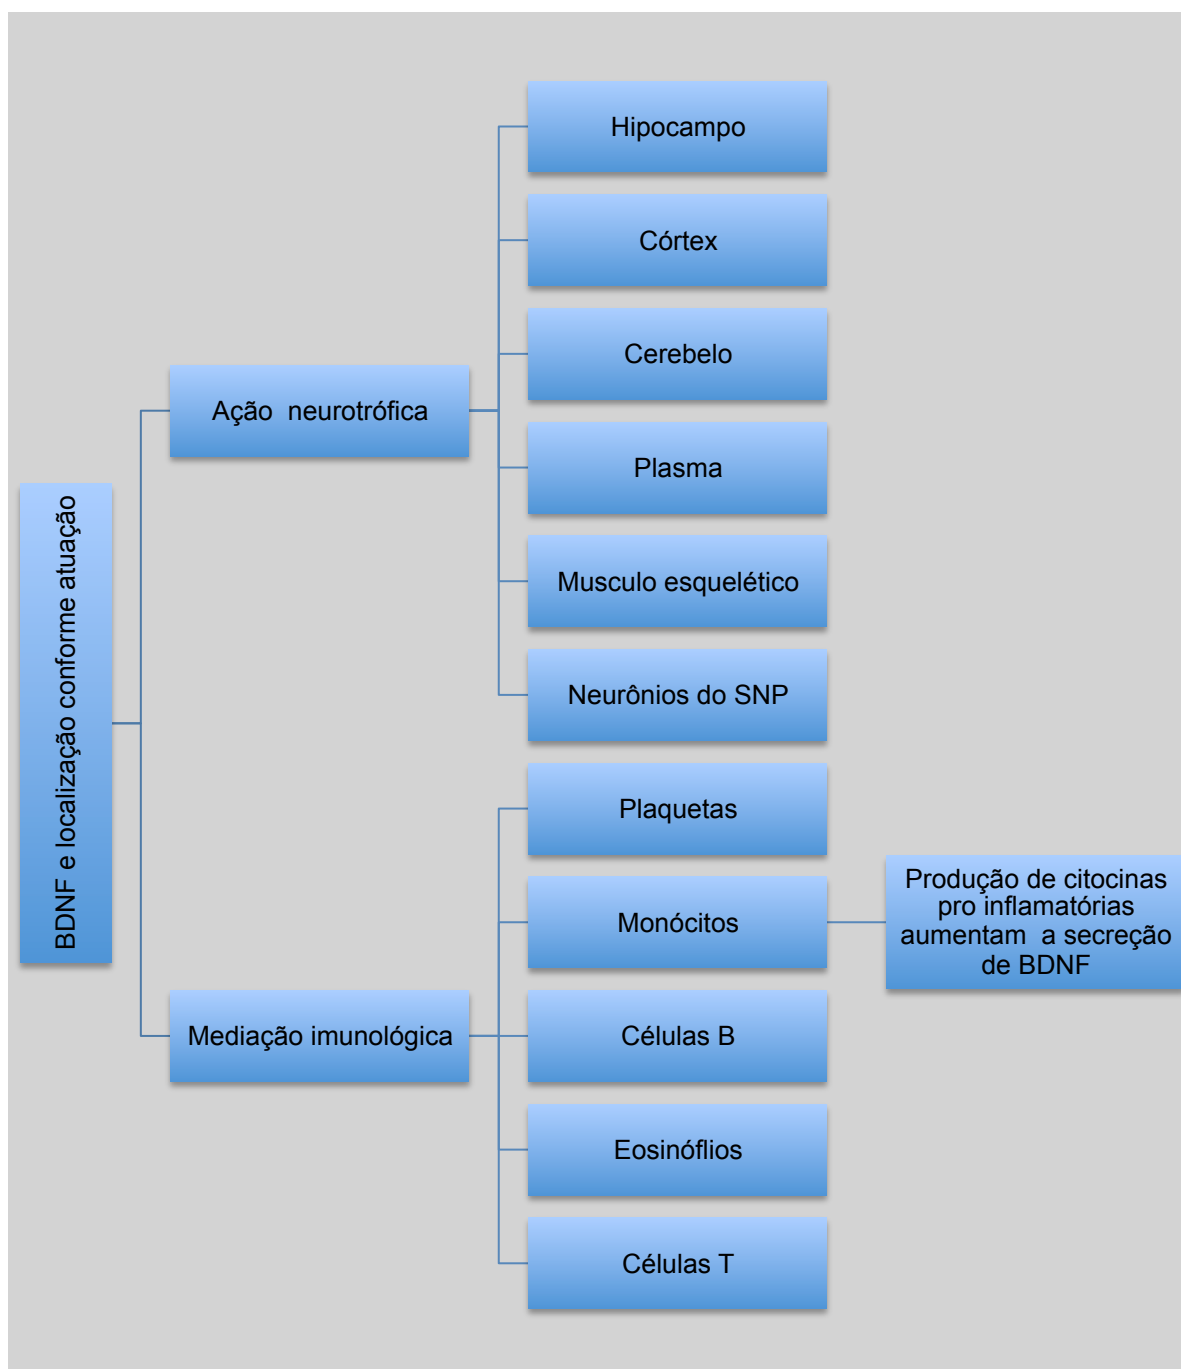 BDNF e localização conforme atuação
Ação  neurotrófica
Hipocampo
Córtex
Cerebelo
Plasma
Musculo esquelético
Neurônios do SNP
Mediação imunológica
Plaquetas
Monócitos
Produção de citocinas
pro inflamatórias
aumentam  a secreção
de BDNF
Células B
Eosinóflios
Células T